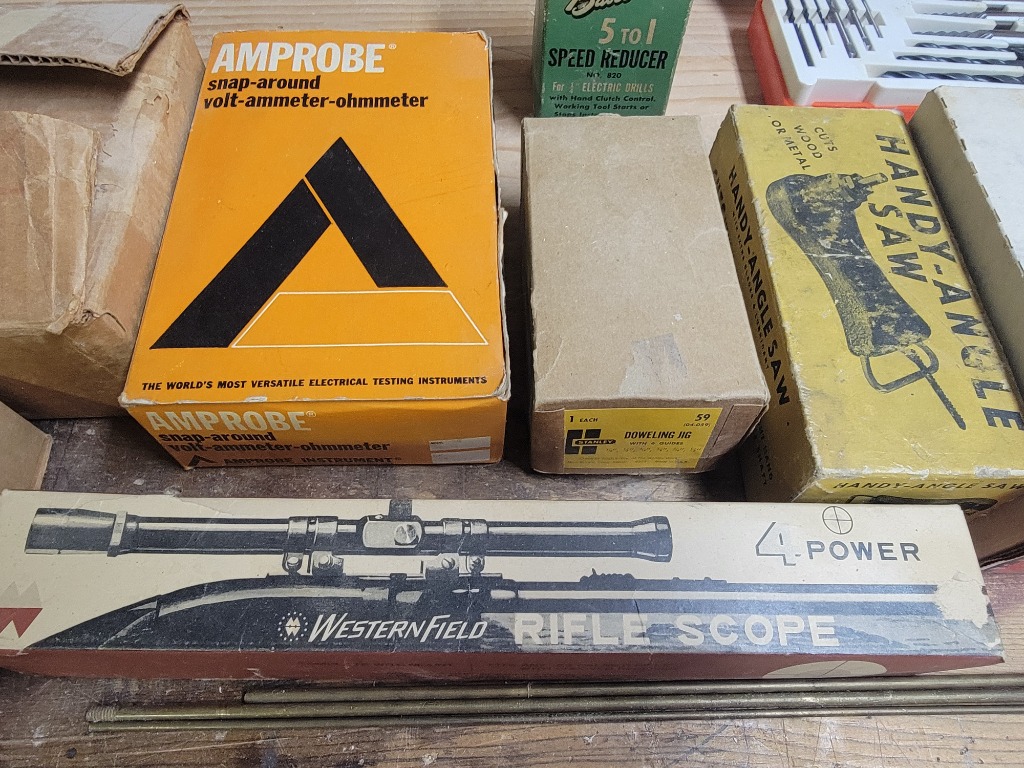 AMPROBE®
snap-around
volt-ammeter-ohmmeter
THE WORLD'S MOST VERSATILE ELECTRICAL TESTING INSTRUMENTS
AMPROBE®
snap-around
volt-ammeter-ohmmeter
AMPROBE INSTRUMENT®
5 TO 1
SPEED REDUCER
NO. 820
For ¼" ELECTRIC DRILLS
with Hand Clutch Control.
Working Tool Starts or
1 EACH
59
STANLEY
DOWELING JIG
WITH 6 GUIDES
CUTS
WOOD
OR METAL
HANDY-ANGLE
SAW
HANDY-ANGLE SAW
HANDY-ANGLE SAW
4 POWER
WESTERNFIELD RIFLE SCOPE